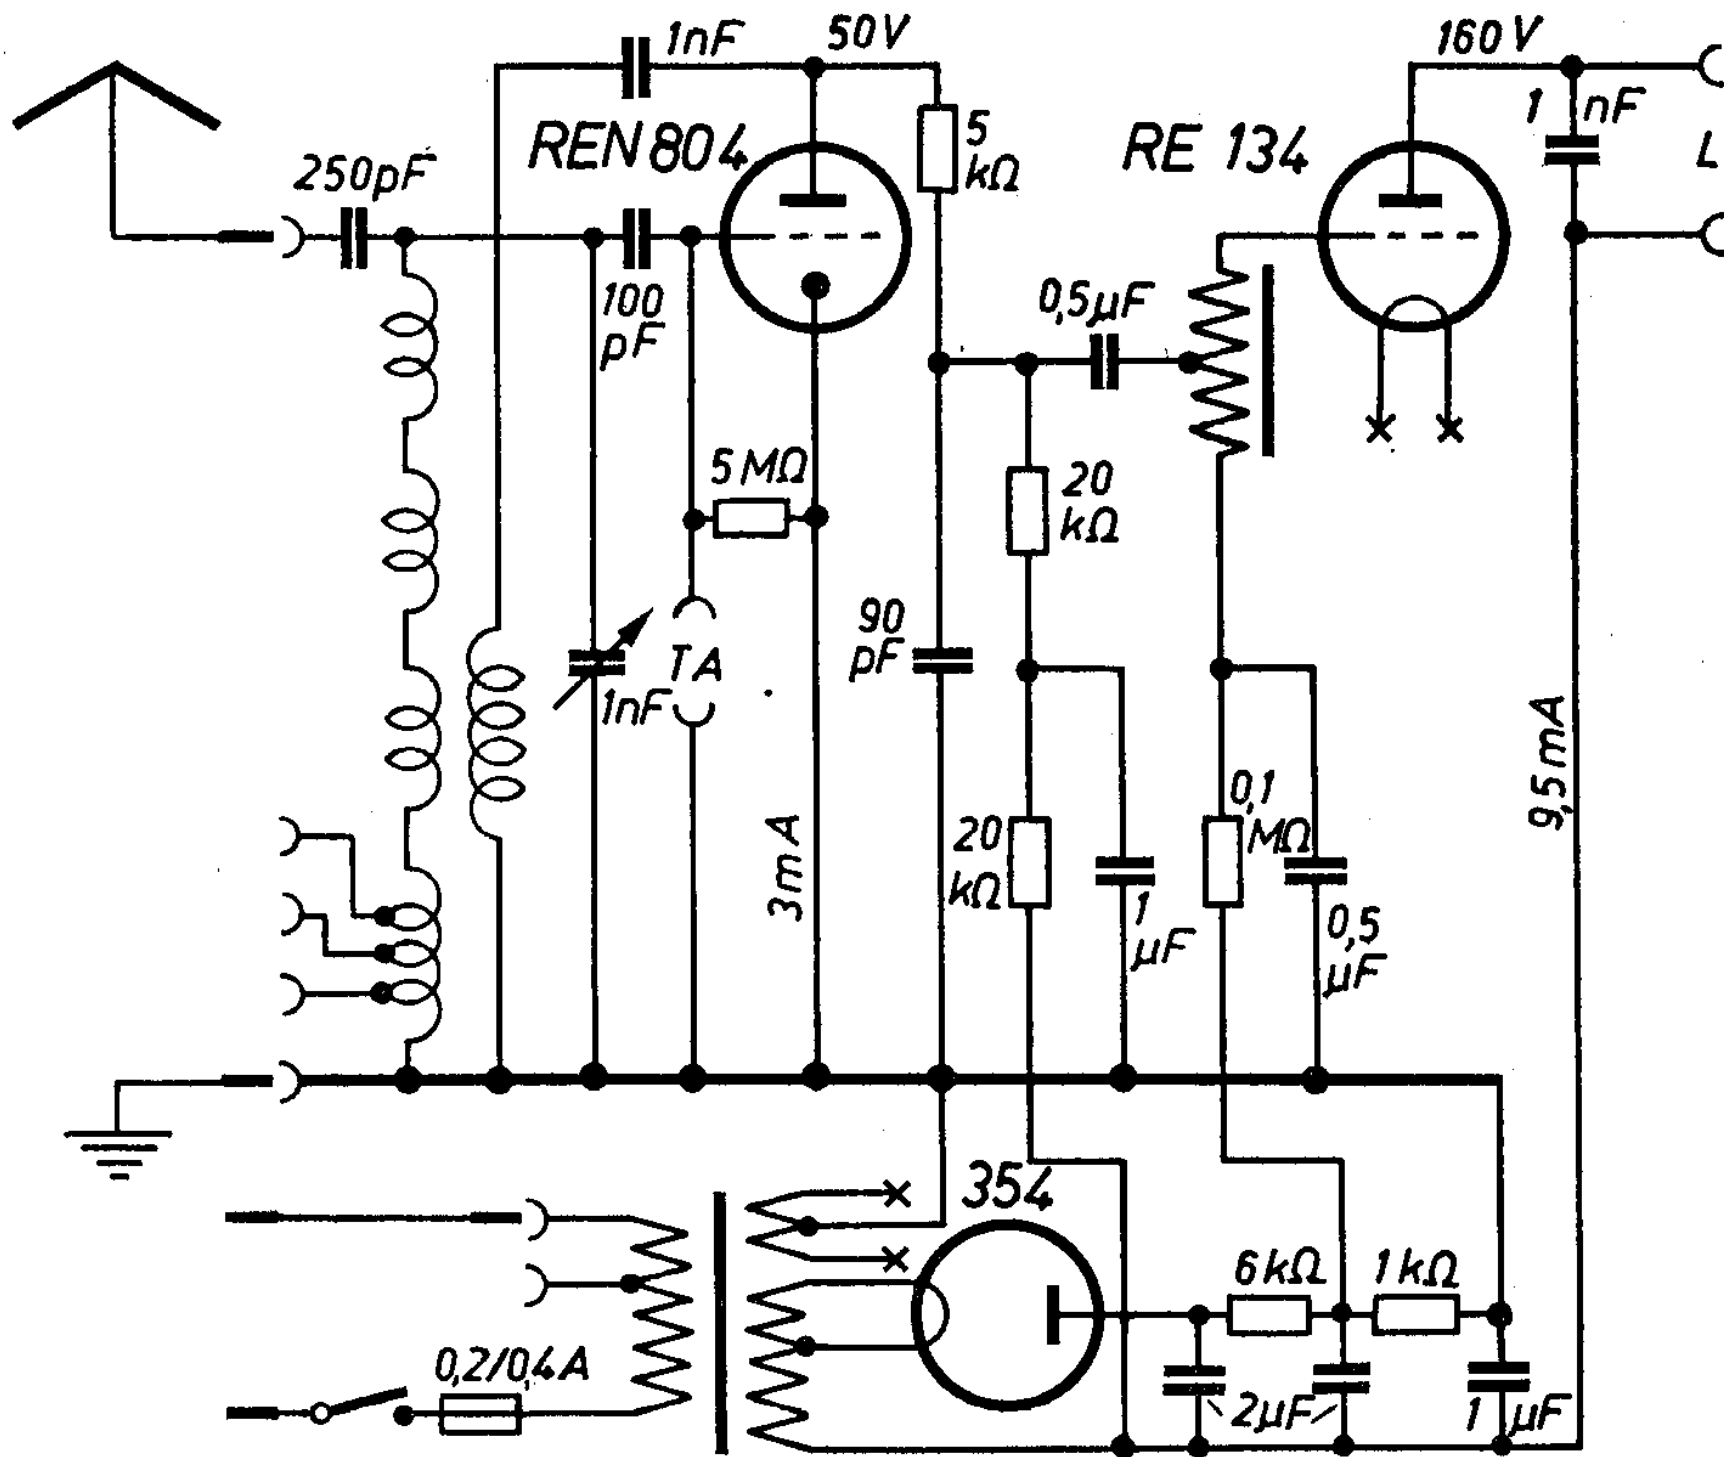 1nF
50V
160V
1 nF
REN 804
5
kΩ
RE 134
L
250pF
100
pF
0,5µF
5MΩ
20
kΩ
90
pF
TA
1nF
9,5mA
3mA
20
kΩ
0,1
MΩ
1
µF
0,5
µF
354
6kΩ
1kΩ
0,2/0,4A
2µF
1 µF